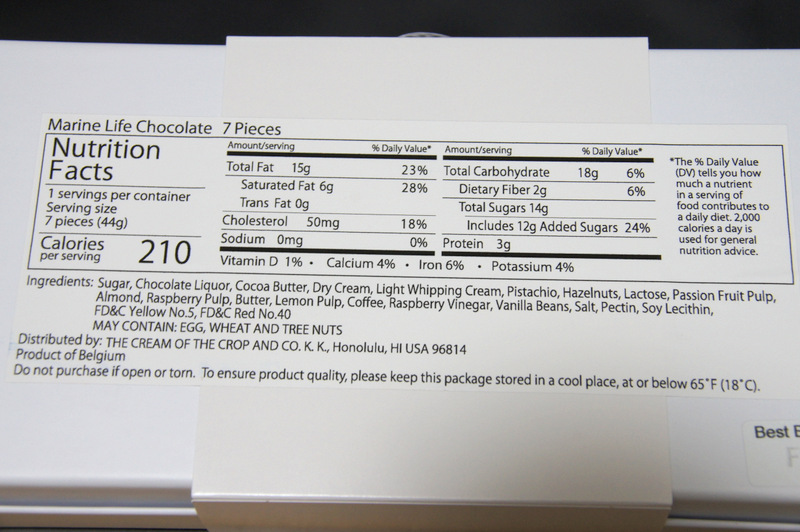 Marine Life Chocolate 7 Pieces
Nutrition
Facts
1 servings per container
Serving size
7 pieces (44g)
Calories
per serving
210
Amount/serving % Daily Value*
Total Fat 15g 23%
Saturated Fat 6g 28%
Trans Fat 0g
Cholesterol 50mg 18%
Sodium 0mg 0%
Amount/serving % Daily Value*
Total Carbohydrate 18g 6%
Dietary Fiber 2g 6%
Total Sugars 14g
Includes 12g Added Sugars 24%
Protein 3g
Vitamin D 1% • Calcium 4% • Iron 6% • Potassium 4%
*The % Daily Value
(DV) tells you how
much a nutrient
in a serving of
food contributes to
a daily diet. 2,000
calories a day is
used for general
nutrition advice.
Ingredients: Sugar, Chocolate Liquor, Cocoa Butter, Dry Cream, Light Whipping Cream, Pistachio, Hazelnuts, Lactose, Passion Fruit Pulp,
Almond, Raspberry Pulp, Butter, Lemon Pulp, Coffee, Raspberry Vinegar, Vanilla Beans, Salt, Pectin, Soy Lecithin,
FD&C Yellow No.5, FD&C Red No.40
MAY CONTAIN: EGG, WHEAT AND TREE NUTS
Distributed by: THE CREAM OF THE CROP AND CO. K. K., Honolulu, HI USA 96814
Product of Belgium
Do not purchase if open or torn. To ensure product quality, please keep this package stored in a cool place, at or below 65°F (18°C).
Best